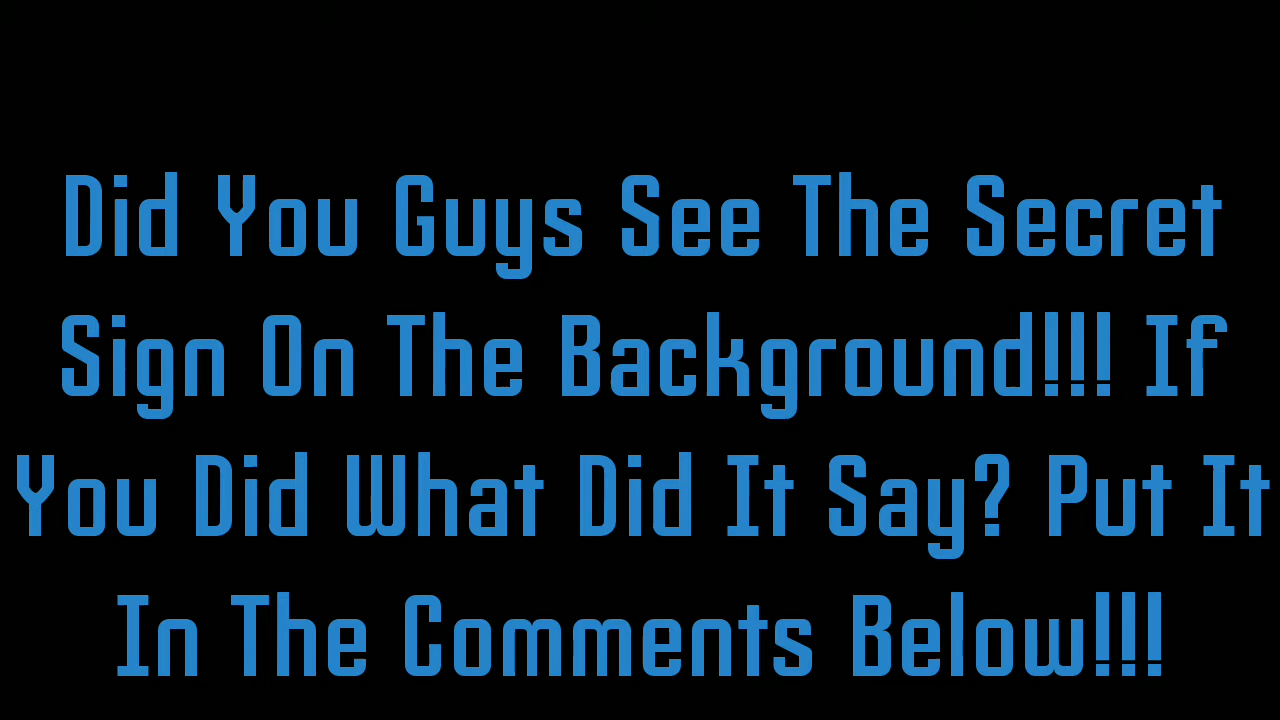 Did You Guys See The Secret
Sign On The Background!!! If
You Did What Did It Say? Put It
In The Comments Below!!!